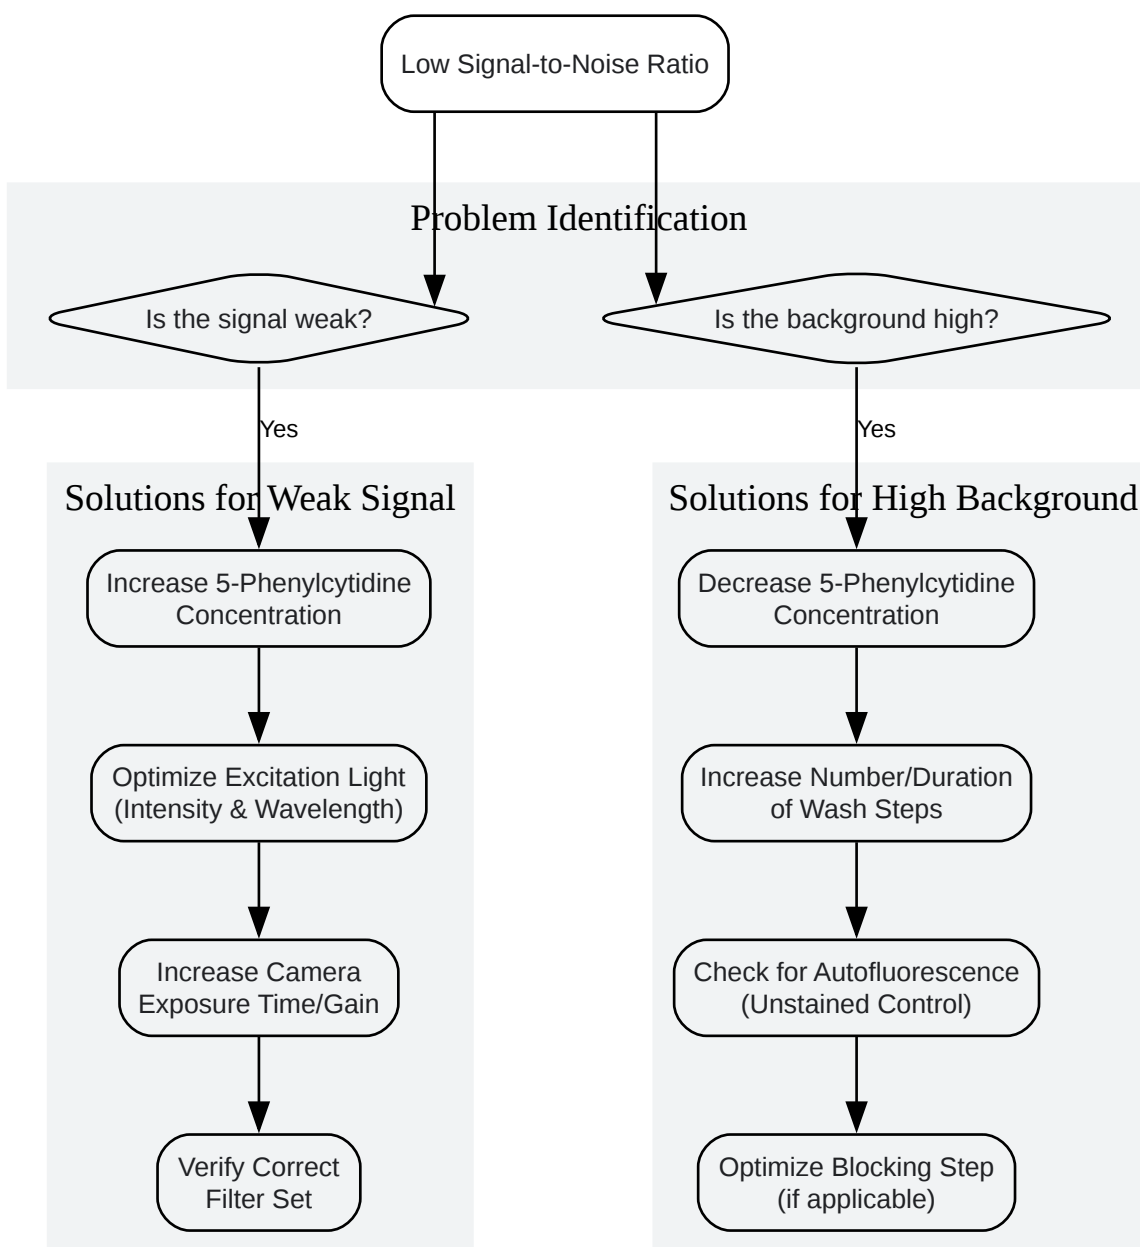 Low Signal-to-Noise Ratio
Problem Identification
Is the signal weak?
Is the background high?
Yes
Yes
Solutions for Weak Signal
Increase 5-Phenylcytidine
Concentration
Optimize Excitation Light
(Intensity & Wavelength)
Increase Camera
Exposure Time/Gain
Verify Correct
Filter Set
Solutions for High Background
Decrease 5-Phenylcytidine
Concentration
Increase Number/Duration
of Wash Steps
Check for Autofluorescence
(Unstained Control)
Optimize Blocking Step
(if applicable)